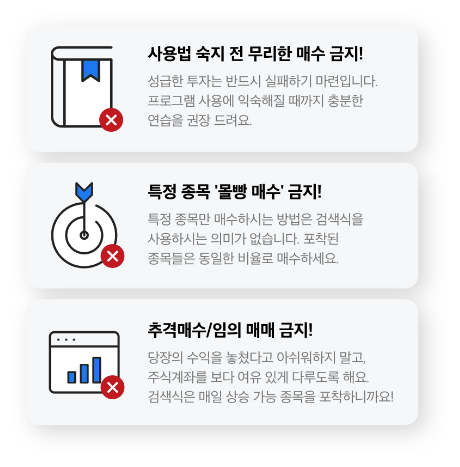 사용법 숙지 전 무리한 매수 금지!
성급한 투자는 반드시 실패하기 마련입니다.
프로그램 사용에 익숙해질 때까지 충분한
연습을 권장 드려요.
특정 종목 '몰빵 매수' 금지!
특정 종목만 매수하시는 방법은 검색식을
사용하시는 의미가 없습니다. 포착된
종목들은 동일한 비율로 매수하세요.
추격매수/임의 매매 금지!
당장의 수익을 놓쳤다고 아쉬워하지 말고,
주식계좌를 보다 여유 있게 다루도록 해요.
검색식은 매일 상승 가능 종목을 포착하니까요!